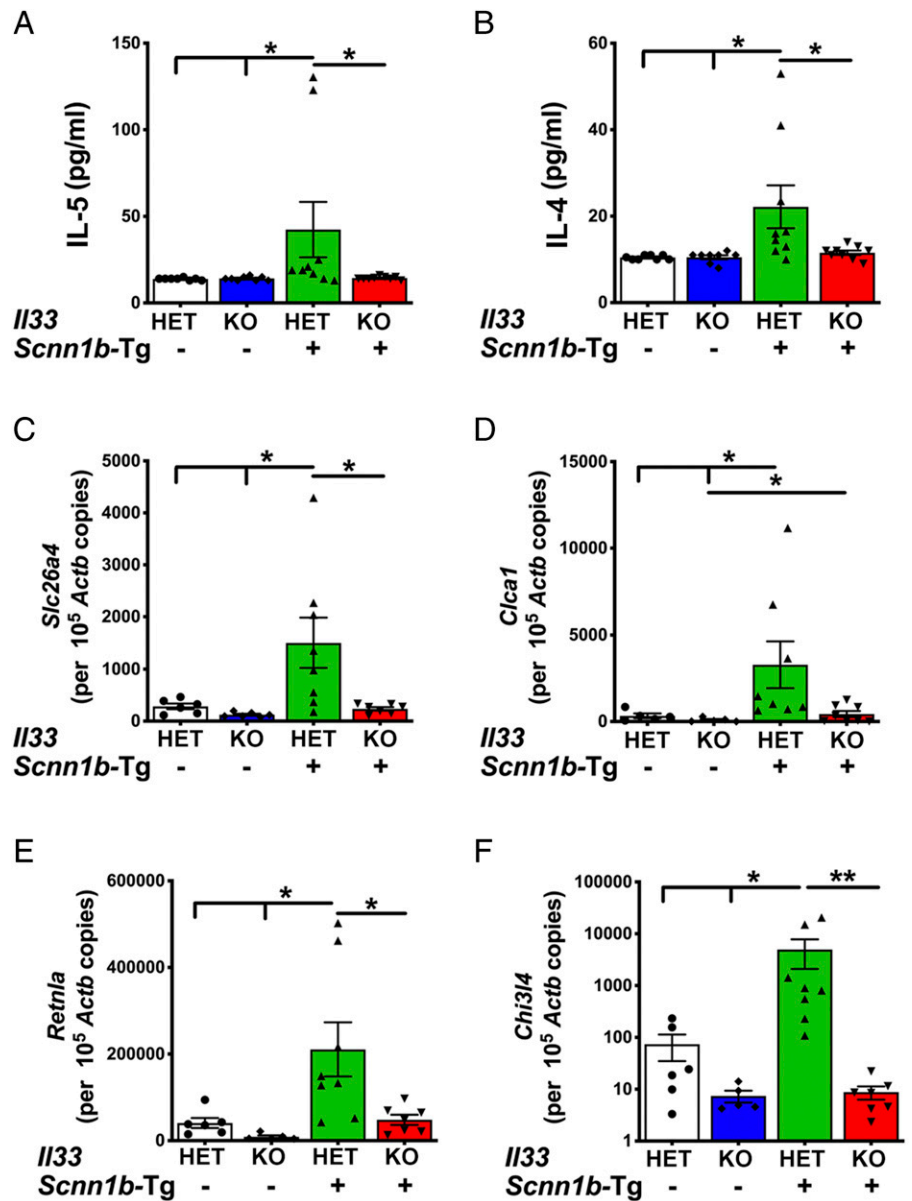 A
IL-5 (pg/ml)
150
100
50
0
*
*
Il33
HET
KO
HET
KO
Scnn1b-Tg
-
-
+
+
B
IL-4 (pg/ml)
60
40
20
0
*
*
Il33
HET
KO
HET
KO
Scnn1b-Tg
-
-
+
+
C
Slc26a4
(per 10⁵ Actb copies)
5000
4000
3000
2000
1000
0
*
*
Il33
HET
KO
HET
KO
Scnn1b-Tg
-
-
+
+
D
Clca1
(per 10⁵ Actb copies)
15000
10000
5000
0
*
*
Il33
HET
KO
HET
KO
Scnn1b-Tg
-
-
+
+
E
Retnla
(per 10⁵ Actb copies)
600000
400000
200000
0
*
*
Il33
HET
KO
HET
KO
Scnn1b-Tg
-
-
+
+
F
Chi3l4
(per 10⁵ Actb copies)
100000
10000
1000
100
10
1
*
**
Il33
HET
KO
HET
KO
Scnn1b-Tg
-
-
+
+